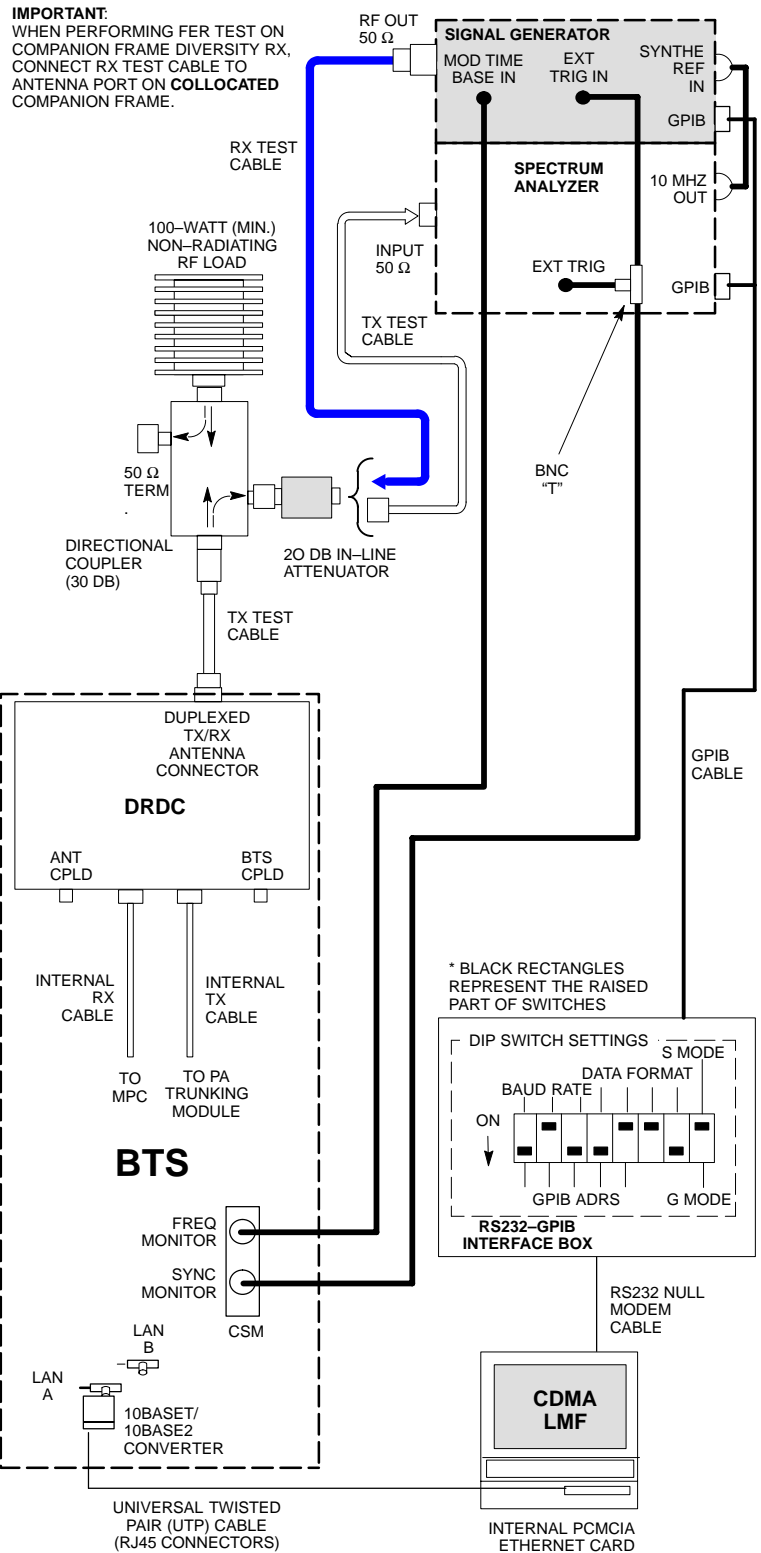 IMPORTANT:
WHEN PERFORMING FER TEST ON
COMPANION FRAME DIVERSITY RX,
CONNECT RX TEST CABLE TO
ANTENNA PORT ON COLLOCATED
COMPANION FRAME.
RF OUT
50 Ω
SIGNAL GENERATOR
MOD TIME
BASE IN
EXT
TRIG IN
SYNTHE
REF
IN
GPIB
RX TEST
CABLE
SPECTRUM
ANALYZER
10 MHZ
OUT
INPUT
50 Ω
EXT TRIG
GPIB
100–WATT (MIN.)
NON–RADIATING
RF LOAD
TX TEST
CABLE
BNC
“T”
50 Ω
TERM
.
DIRECTIONAL
COUPLER
(30 DB)
2O DB IN–LINE
ATTENUATOR
TX TEST
CABLE
DUPLEXED
TX/RX
ANTENNA
CONNECTOR
DRDC
ANT
CPLD
BTS
CPLD
GPIB
CABLE
INTERNAL
RX
CABLE
INTERNAL
TX
CABLE
TO
MPC
TO PA
TRUNKING
MODULE
BTS
* BLACK RECTANGLES
REPRESENT THE RAISED
PART OF SWITCHES
DIP SWITCH SETTINGS
S MODE
DATA FORMAT
BAUD RATE
ON
GPIB ADRS
G MODE
RS232–GPIB
INTERFACE BOX
FREQ
MONITOR
SYNC
MONITOR
CSM
RS232 NULL
MODEM
CABLE
LAN
B
LAN
A
10BASET/
10BASE2
CONVERTER
CDMA
LMF
UNIVERSAL TWISTED
PAIR (UTP) CABLE
(RJ45 CONNECTORS)
INTERNAL PCMCIA
ETHERNET CARD